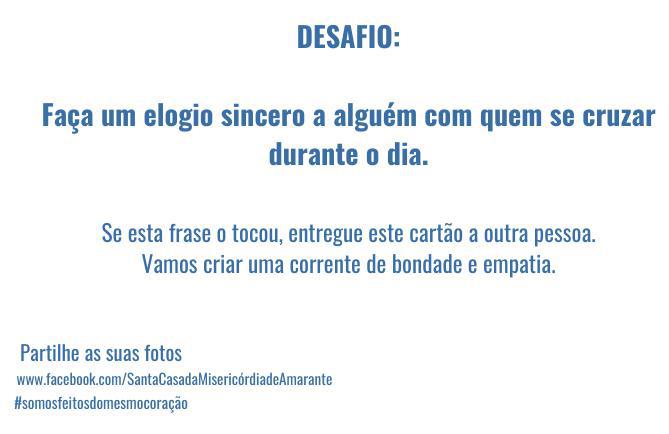 DESAFIO:
Faça um elogio sincero a alguém com quem se cruzar
durante o dia.
Se esta frase o tocou, entregue este cartão a outra pessoa.
Vamos criar uma corrente de bondade e empatia.
Partilhe as suas fotos
www.facebook.com/SantaCasadaMisericórdiadeAmarante
#somosfeitosdomesmocoração